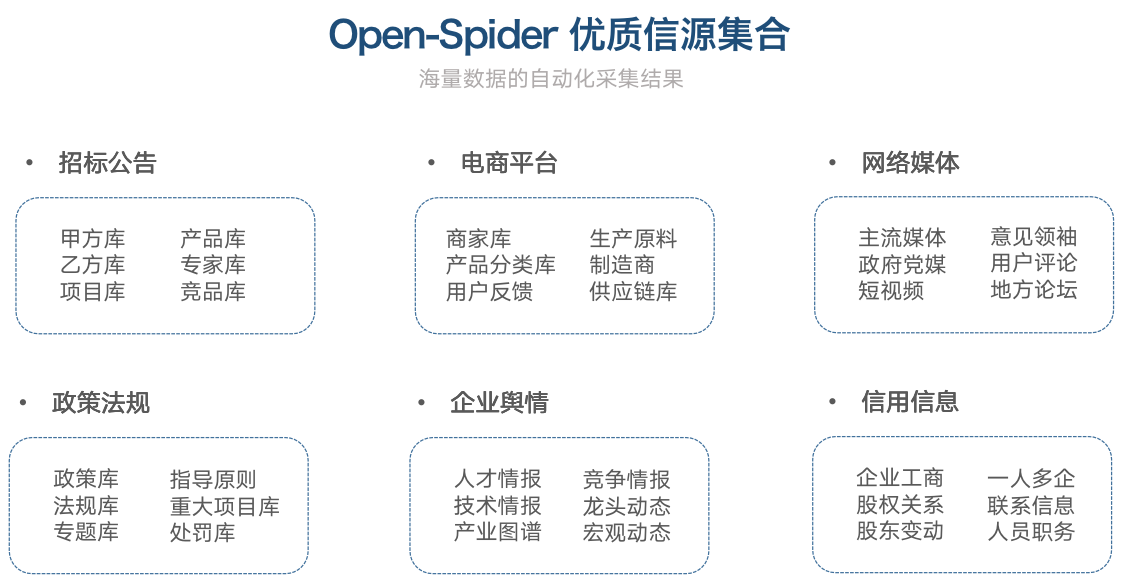 Open-Spider 优质信源集合
海量数据的自动化采集结果
• 招标公告
甲方库 产品库
乙方库 专家库
项目库 竞品库
• 电商平台
商家库 生产原料
产品分类库 制造商
用户反馈 供应链库
• 网络媒体
主流媒体 意见领袖
政府党媒 用户评论
短视频 地方论坛
• 政策法规
政策库 指导原则
法规库 重大项目库
专题库 处罚库
• 企业舆情
人才情报 竞争情报
技术情报 龙头动态
产业图谱 宏观动态
• 信用信息
企业工商 一人多企
股权关系 联系信息
股东变动 人员职务